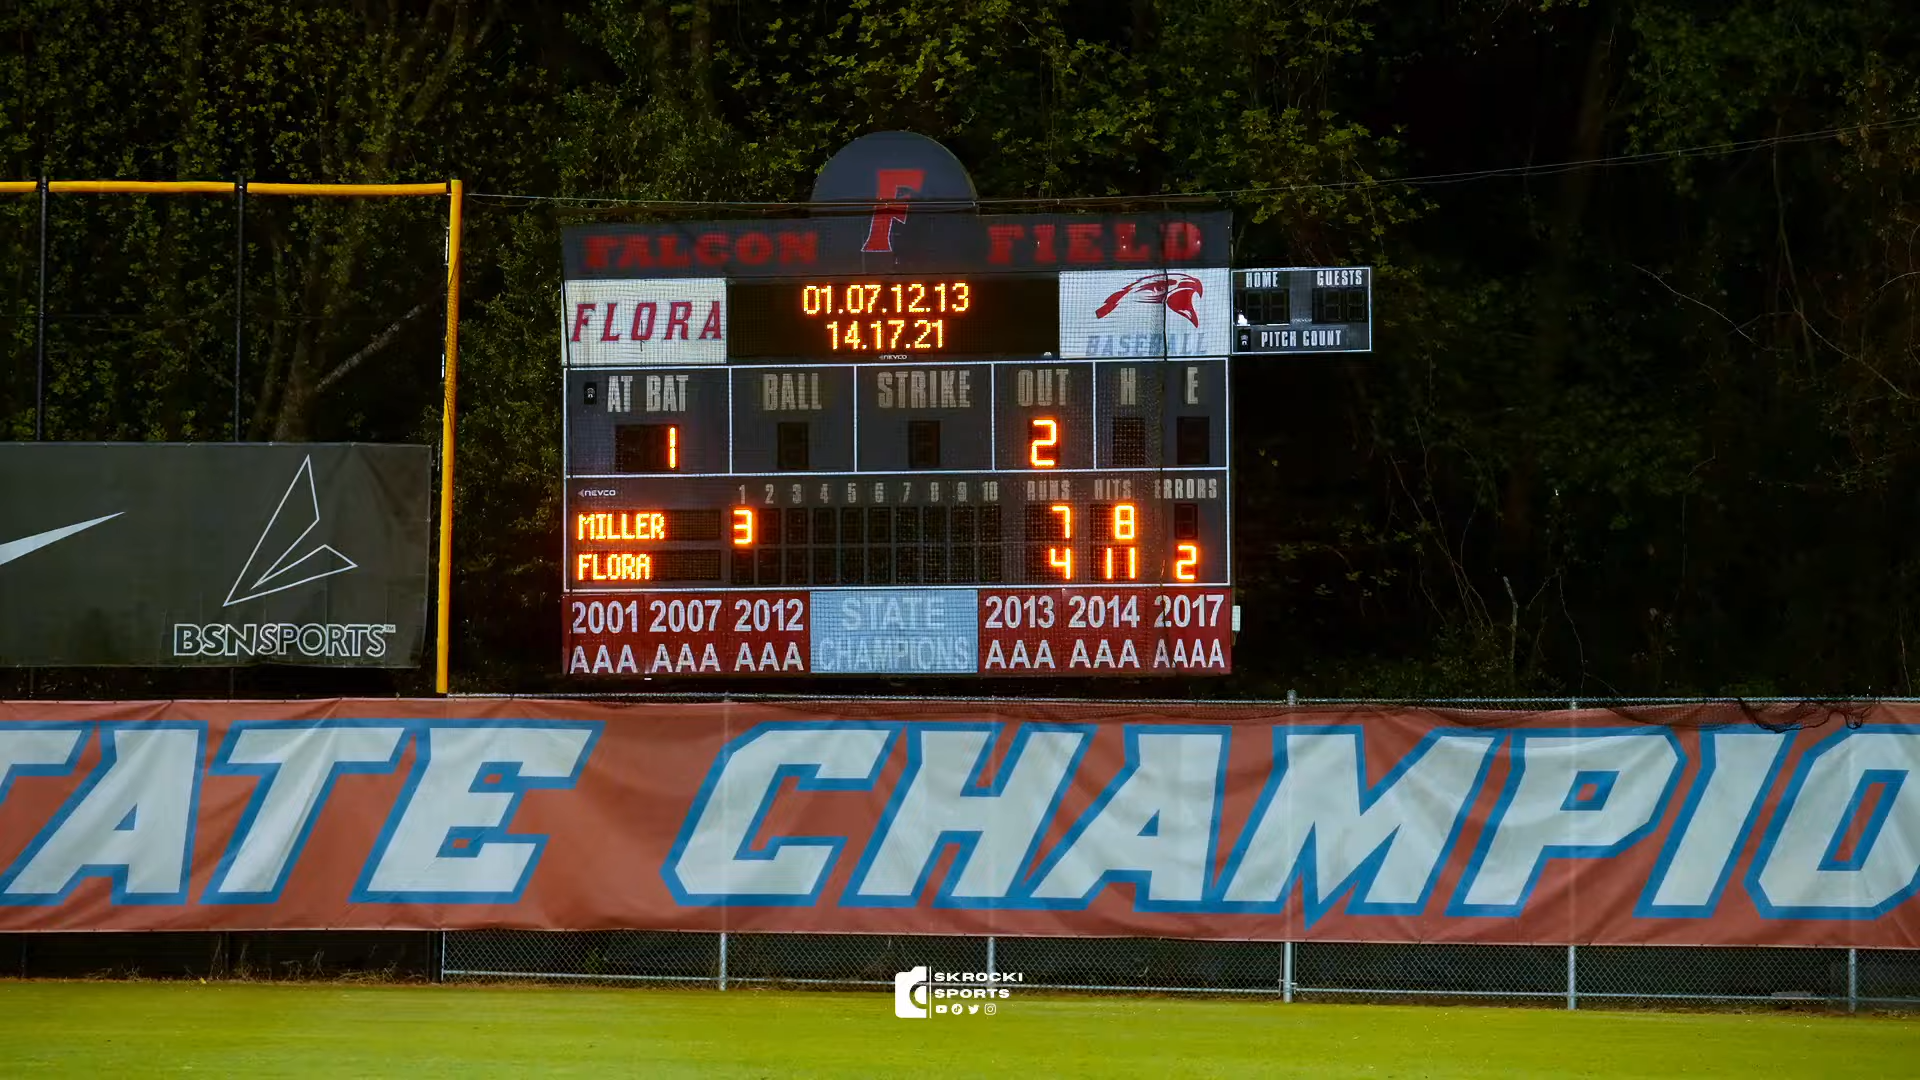 F
FALCON FIELD
FLORA
01.07.12.13
14.17.21
BASEBALL
NEVCO
HOME GUESTS
PITCH COUNT
AT BAT BALL STRIKE OUT H E
1 2
NEVCO 1 2 3 4 5 6 7 8 9 10 RUNS HITS ERRORS
MILLER 3 7 8
FLORA 4 11 2
2001 2007 2012 STATE 2013 2014 2017
AAA AAA AAA CHAMPIONS AAA AAA AAAA
BSNSPORTS™
TATE CHAMPIO
SKROCKI
SPORTS